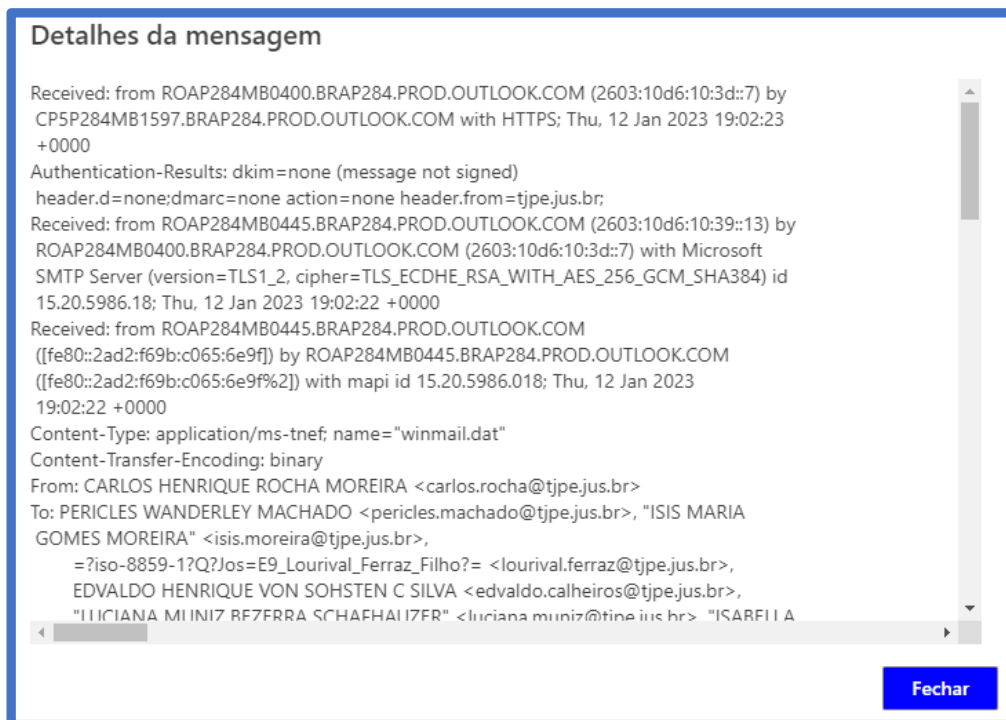 Detalhes da mensagem
Received: from ROAP284MB0400.BRAP284.PROD.OUTLOOK.COM (2603:10d6:10:3d::7) by
CP5P284MB1597.BRAP284.PROD.OUTLOOK.COM with HTTPS; Thu, 12 Jan 2023 19:02:23
+0000
Authentication-Results: dkim=none (message not signed)
header.d=none;dmarc=none action=none header.from=tjpe.jus.br;
Received: from ROAP284MB0445.BRAP284.PROD.OUTLOOK.COM (2603:10d6:10:39::13) by
ROAP284MB0400.BRAP284.PROD.OUTLOOK.COM (2603:10d6:10:3d::7) with Microsoft
SMTP Server (version=TLS1_2, cipher=TLS_ECDHE_RSA_WITH_AES_256_GCM_SHA384) id
15.20.5986.18; Thu, 12 Jan 2023 19:02:22 +0000
Received: from ROAP284MB0445.BRAP284.PROD.OUTLOOK.COM
([fe80::2ad2:f69b:c065:6e9f]) by ROAP284MB0445.BRAP284.PROD.OUTLOOK.COM
([fe80::2ad2:f69b:c065:6e9f%2]) with mapi id 15.20.5986.018; Thu, 12 Jan 2023
19:02:22 +0000
Content-Type: application/ms-tnef; name="winmail.dat"
Content-Transfer-Encoding: binary
From: CARLOS HENRIQUE ROCHA MOREIRA <carlos.rocha@tjpe.jus.br>
To: PERICLES WANDERLEY MACHADO <pericles.machado@tjpe.jus.br>, "ISIS MARIA
GOMES MOREIRA" <isis.moreira@tjpe.jus.br>,
=?iso-8859-1?Q?Jos=E9_Lourival_Ferraz_Filho?= <lourival.ferraz@tjpe.jus.br>,
EDVALDO HENRIQUE VON SOHSTEN C SILVA <edvaldo.calheiros@tjpe.jus.br>,
"LUCIANA MUNIZ BEZERRA SCHAFHAUZER" <luciana.muniz@tjpe.jus.br>, "ISABELLA
Fechar